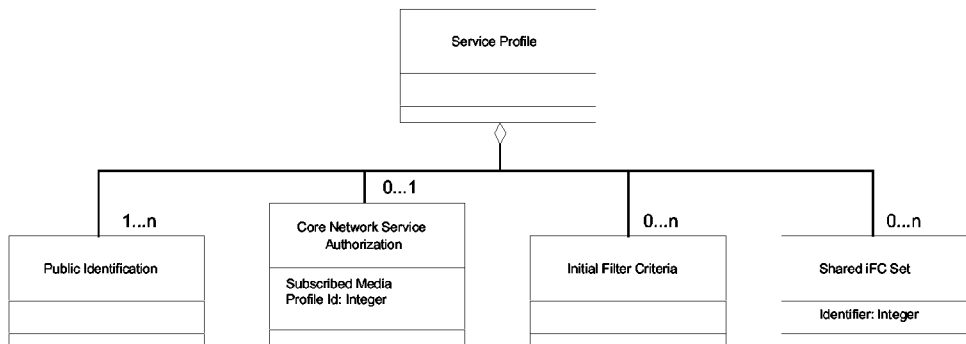 Service Profile
0...1
1...n
0...n
0...n
Core Network Service
Authorization
Public Identification
Initial Filter Criteria
Shared iFC Set
Subscribed Media
Profile Id: Integer
Identifier: Integer